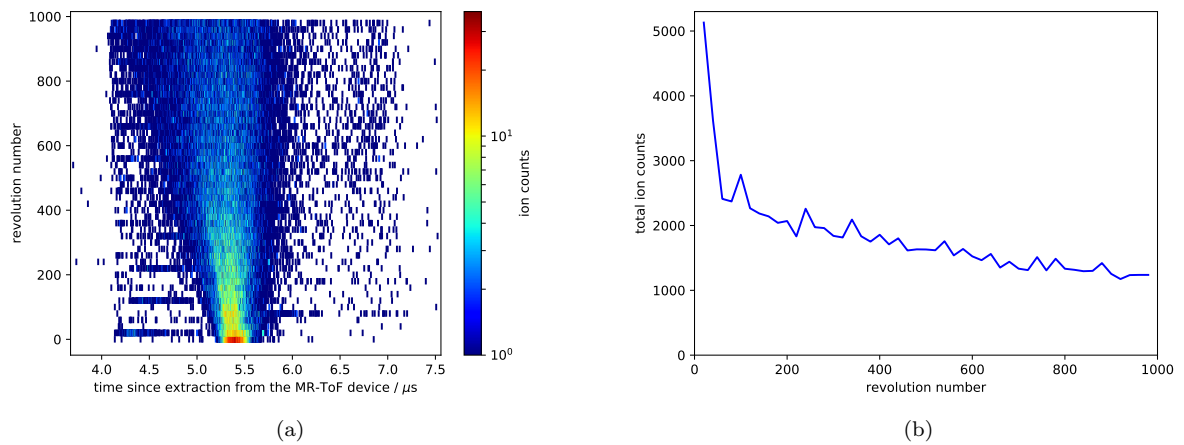 1000
800
600
400
200
0
revolution number
4.0 4.5 5.0 5.5 6.0 6.5 7.0 7.5
time since extraction from the MR-ToF device / μs
10¹
10⁰
ion counts
(a)
5000
4000
3000
2000
1000
0
total ion counts
0 200 400 600 800 1000
revolution number
(b)